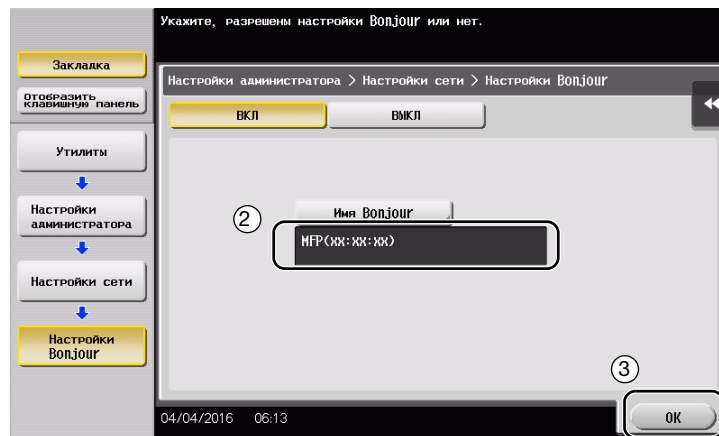 Укажите, разрешены настройки Bonjour или нет.
Закладка
Отобразить
клавишную панель
Утилиты
Настройки
администратора
Настройки сети
Настройки
Bonjour
Настройки администратора > Настройки сети > Настройки Bonjour
ВКЛ
ВЫКЛ
2
Имя Bonjour
MFP(xx:xx:xx)
3
04/04/2016 06:13
OK